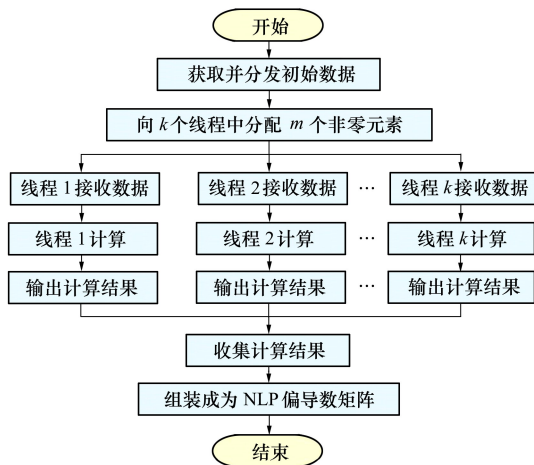 开始
获取并分发初始数据
向 k 个线程中分配 m 个非零元素
线程 1 接收数据 线程 2 接收数据 … 线程 k 接收数据
线程 1 计算 线程 2 计算 … 线程 k 计算
输出计算结果 输出计算结果 … 输出计算结果
收集计算结果
组装成为 NLP 偏导数矩阵
结束